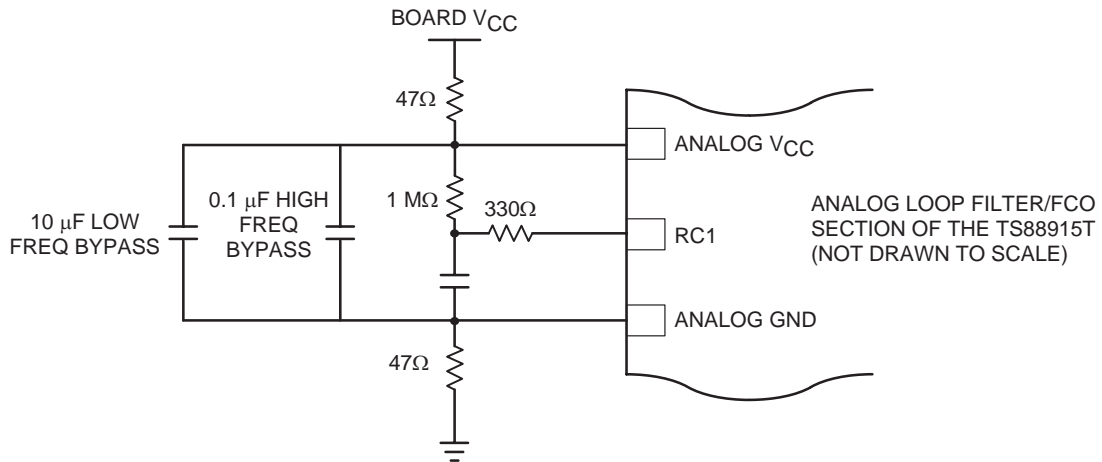 BOARD VCC
47Ω
ANALOG VCC
10 μF LOW
FREQ BYPASS
0.1 μF HIGH
FREQ
BYPASS
1 MΩ
330Ω
RC1
ANALOG LOOP FILTER/FCO
SECTION OF THE TS88915T
(NOT DRAWN TO SCALE)
ANALOG GND
47Ω